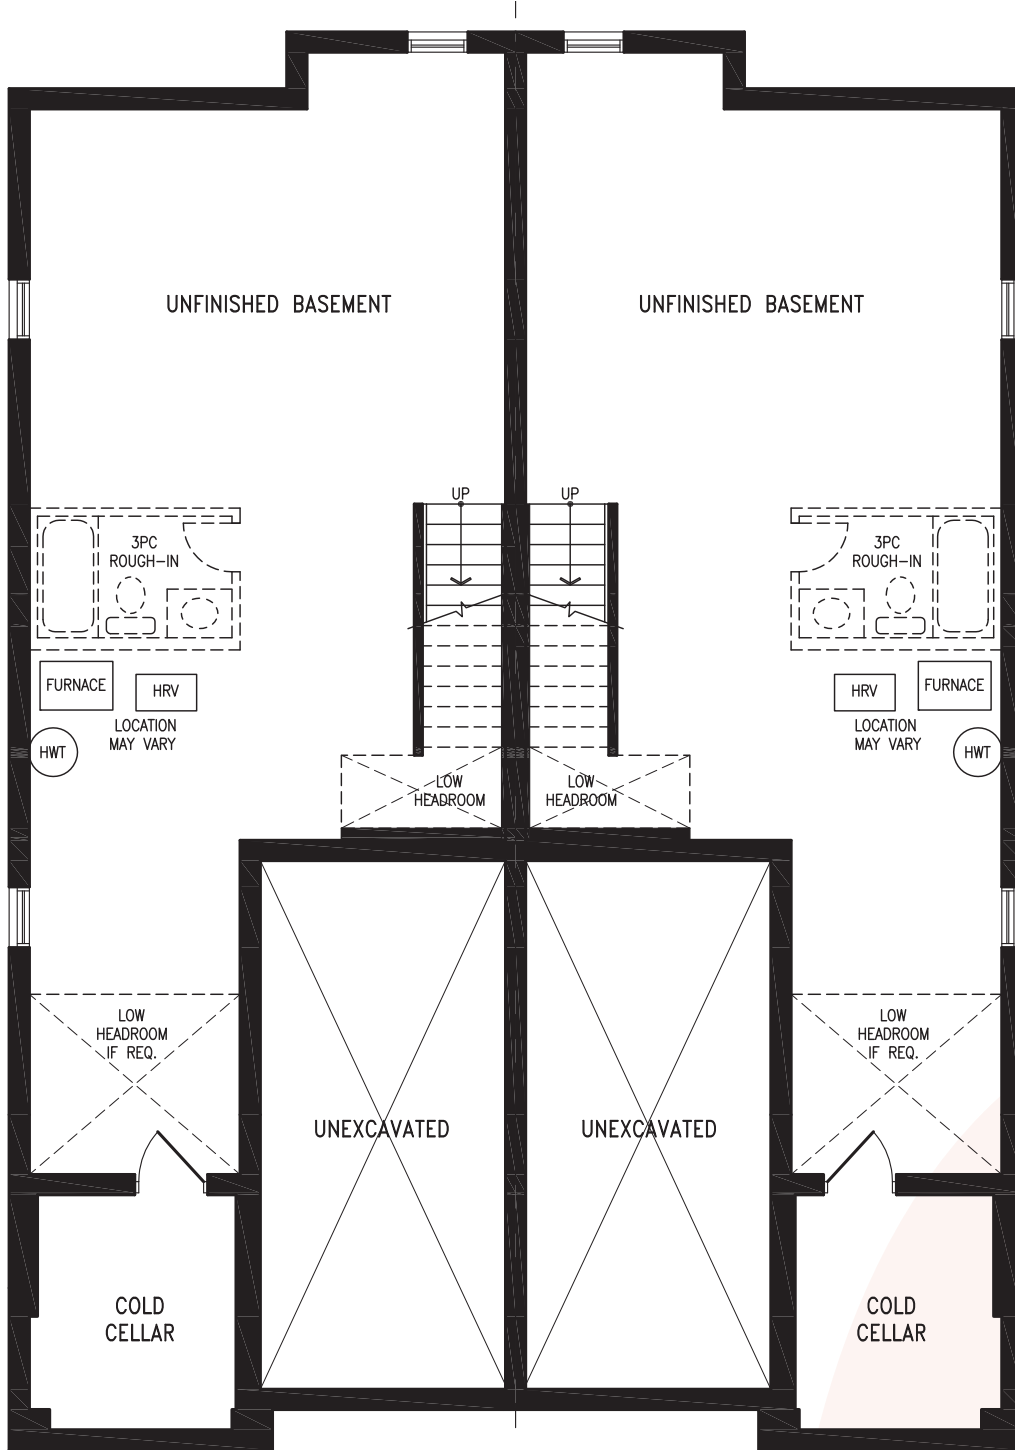 UNFINISHED BASEMENT
UNFINISHED BASEMENT
UP
UP
3PC
ROUGH-IN
3PC
ROUGH-IN
FURNACE
HRV
HRV
FURNACE
LOCATION
MAY VARY
LOCATION
MAY VARY
HWT
HWT
LOW
HEADROOM
LOW
HEADROOM
LOW
HEADROOM
IF REQ.
LOW
HEADROOM
IF REQ.
UNEXCAVATED
UNEXCAVATED
COLD
CELLAR
COLD
CELLAR